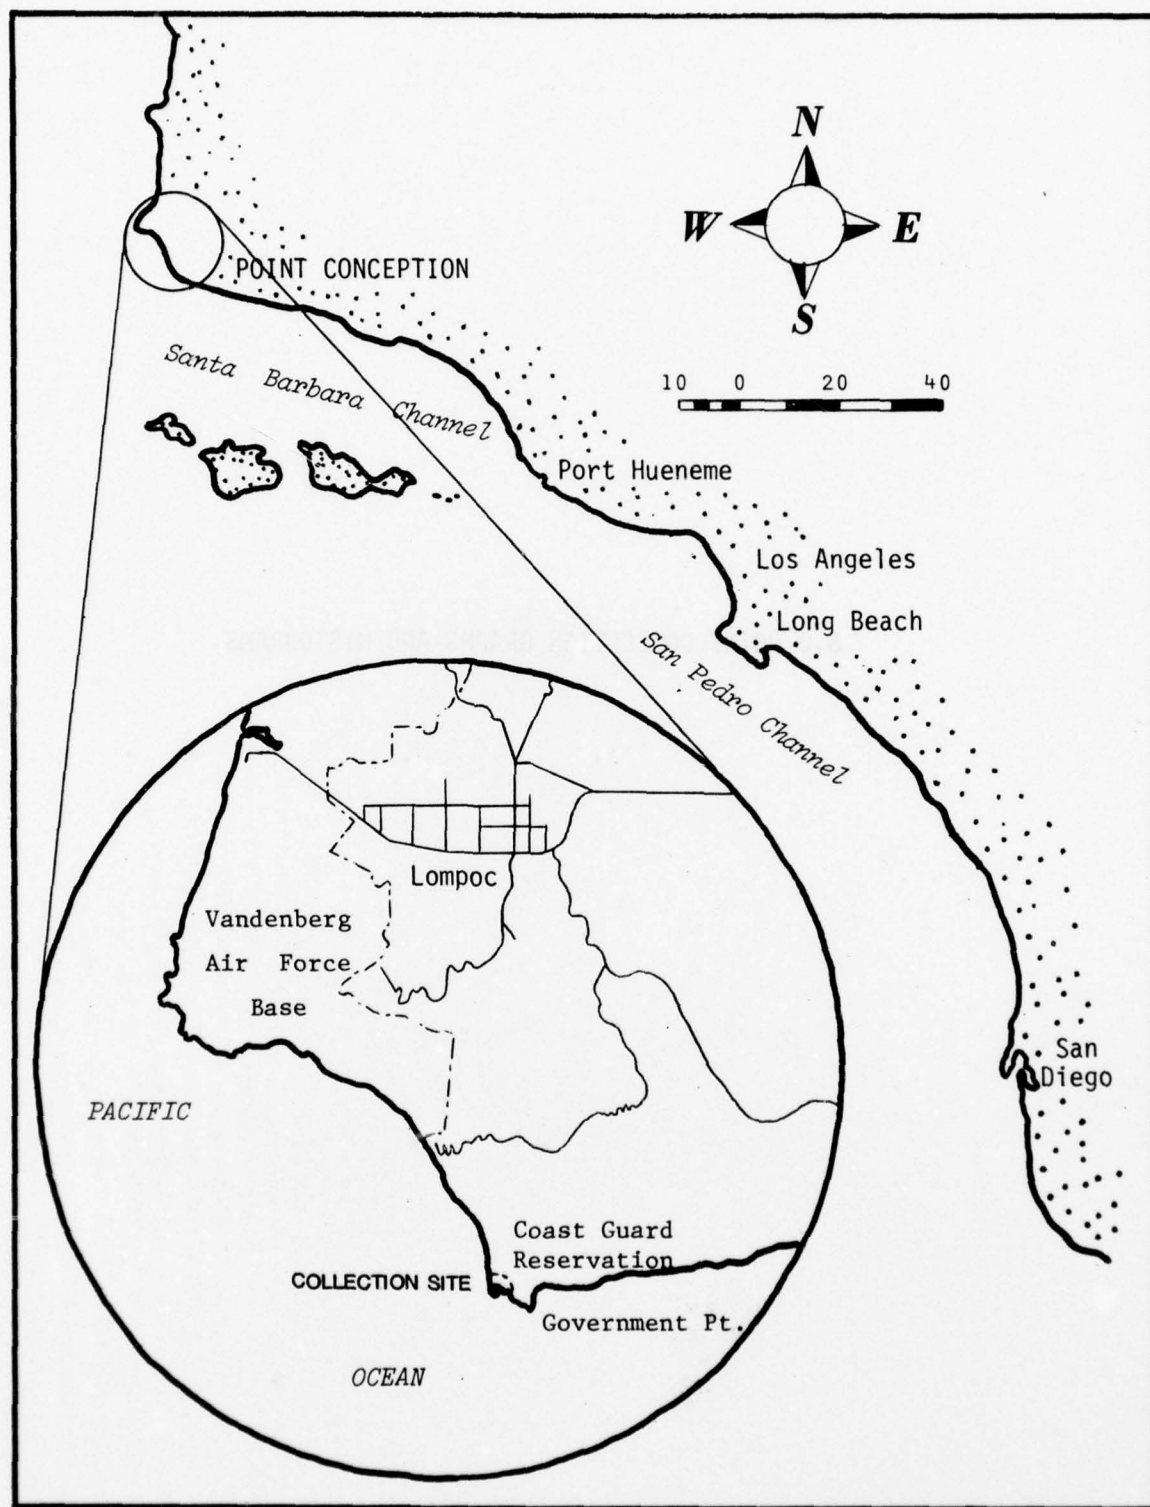 N
W E
S
POINT CONCEPTION
Santa Barbara Channel
10 0 20 40
Port Hueneme
Los Angeles
Long Beach
San Pedro Channel
Lompoc
Vandenberg
Air Force
Base
San
Diego
PACIFIC
Coast Guard
Reservation
COLLECTION SITE
Government Pt.
OCEAN